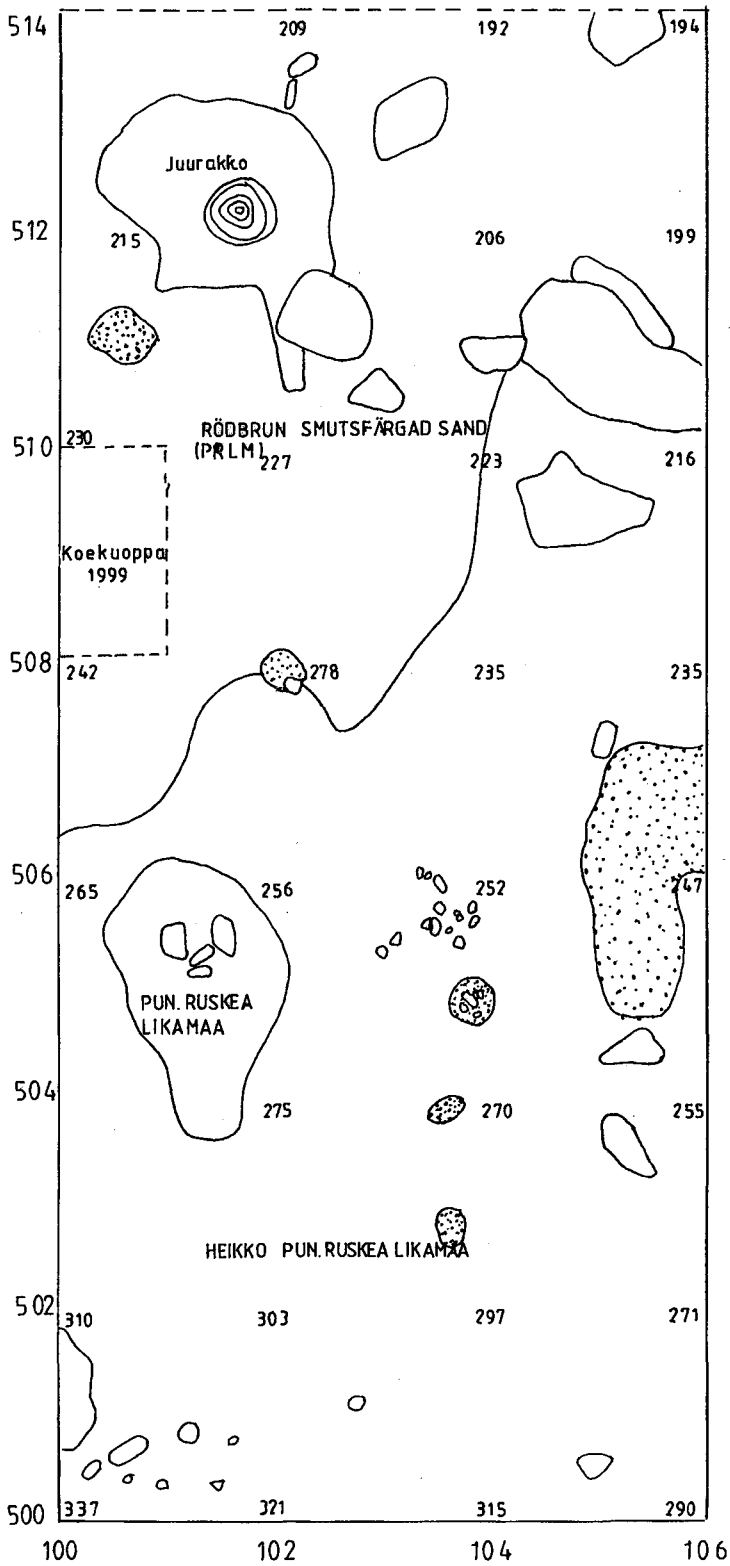 514
209 192 194
Juurakko
512
215 206 199
RÖDBRUN SMUTSFÄRGAD SAND
(PRLM)
510 230
227 223 216
Koekuoppa
1999
508
242 278 235 235
506
265 256 252 247
PUN.RUSKEA
LIKAMAA
504
275 270 255
HEIKKO PUN.RUSKEA LIKAMAA
502
310 303 297 271
500 337 321 315 290
100 102 104 106